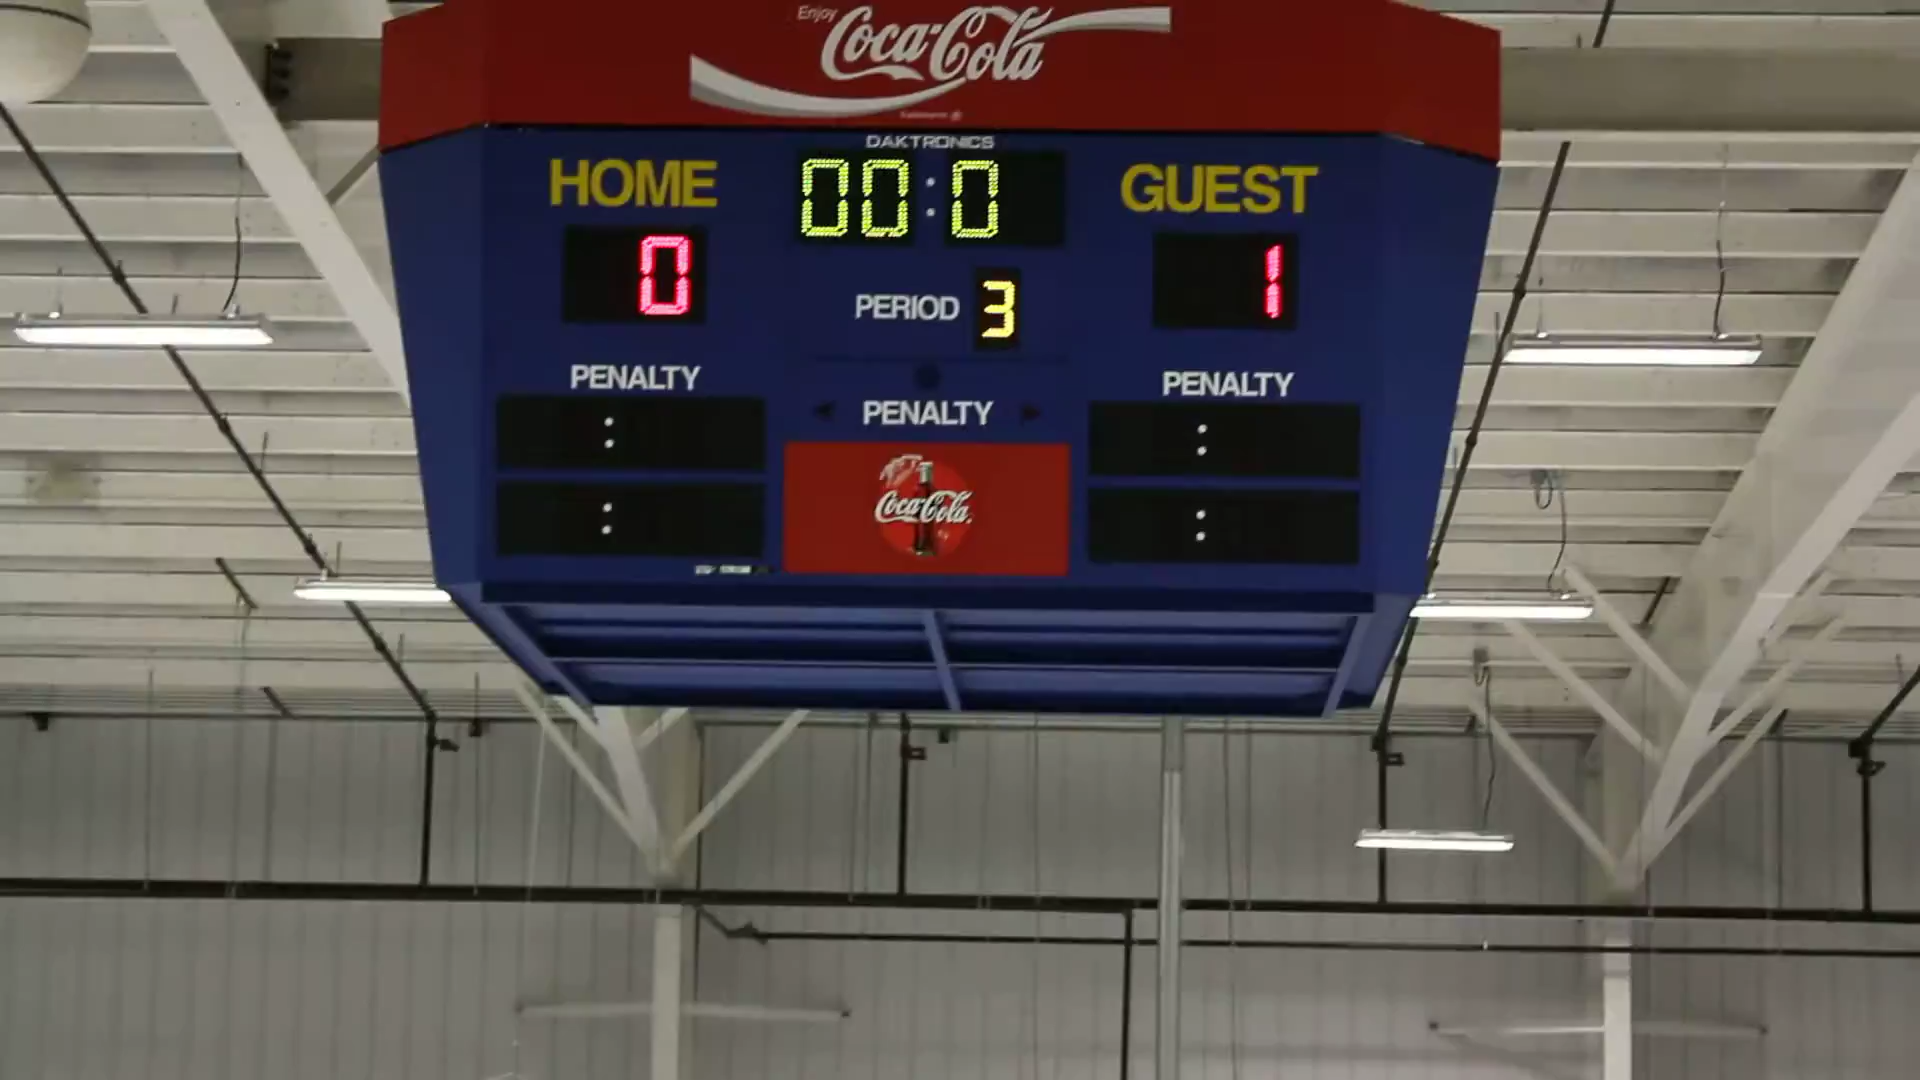 Enjoy
Coca-Cola
DAKTRONICS
HOME
00:0
GUEST
0
PERIOD 3
1
PENALTY
PENALTY
PENALTY
:
:
:
:
Coca-Cola